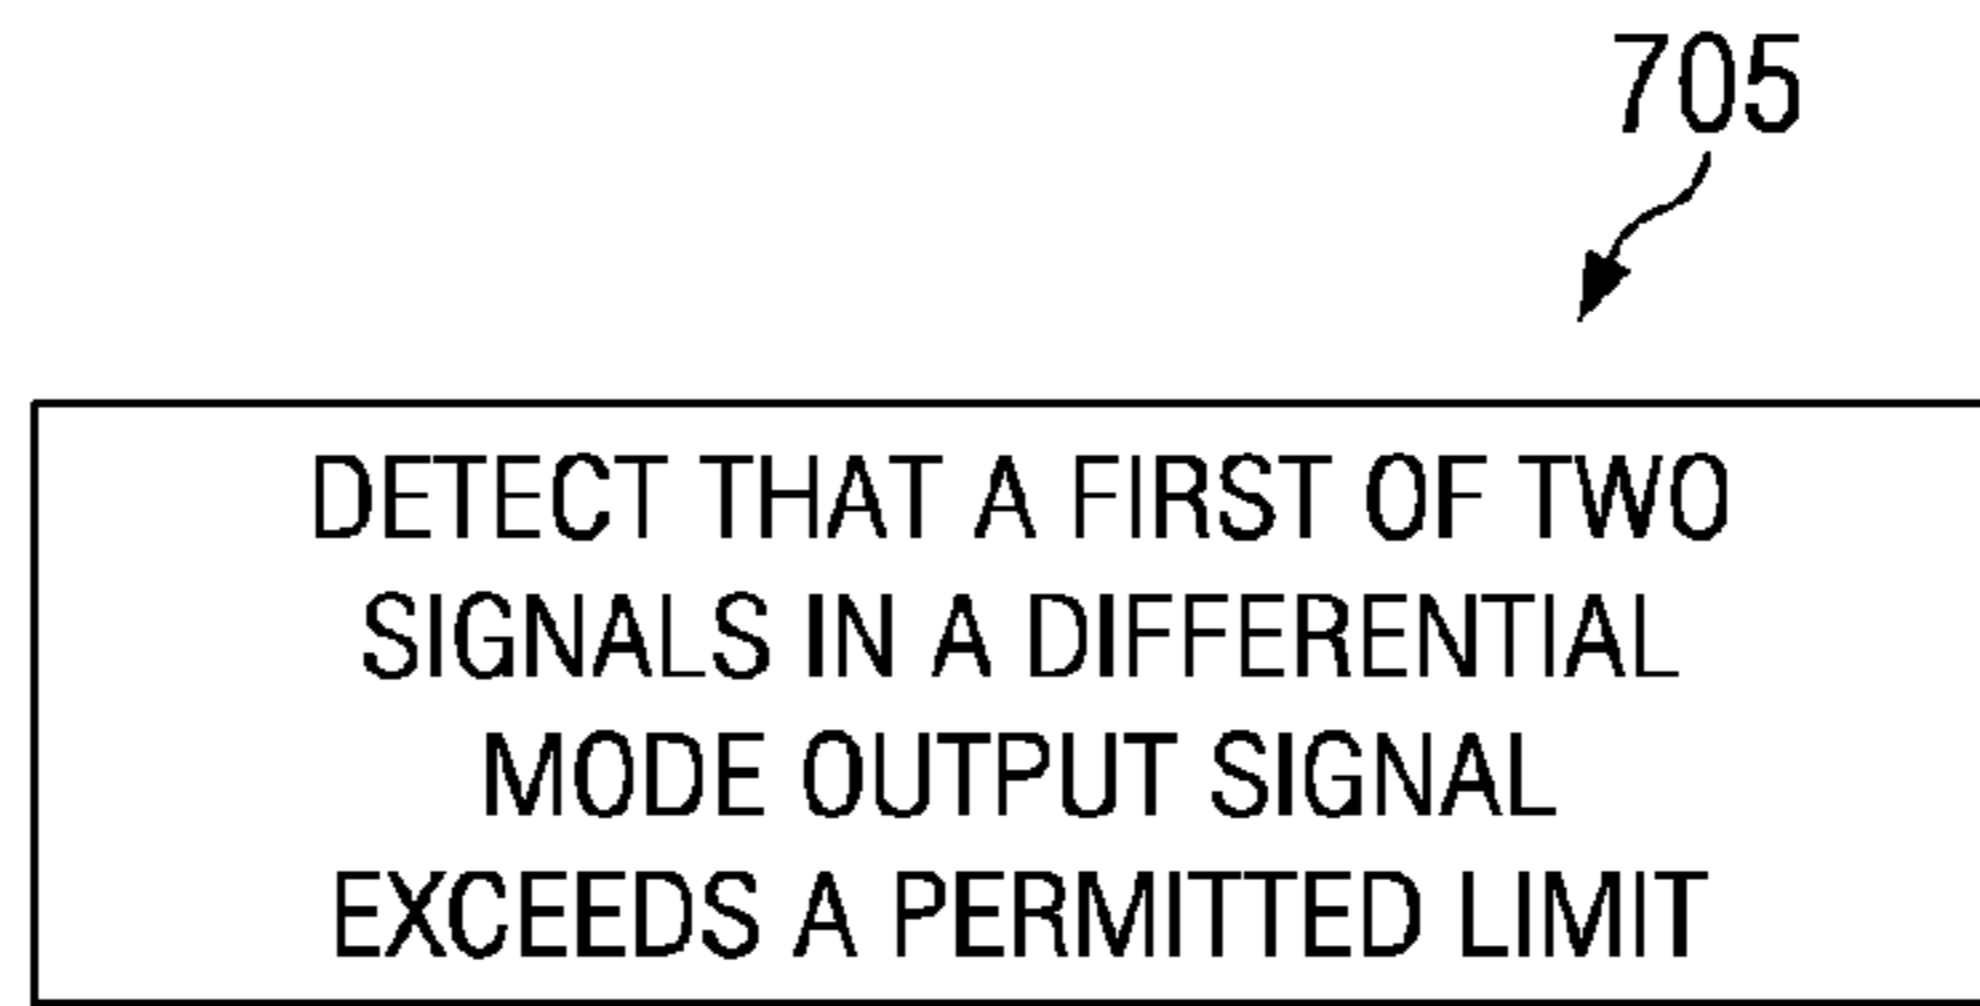 705
DETECT THAT A FIRST OF TWO
SIGNALS IN A DIFFERENTIAL
MODE OUTPUT SIGNAL
EXCEEDS A PERMITTED LIMIT